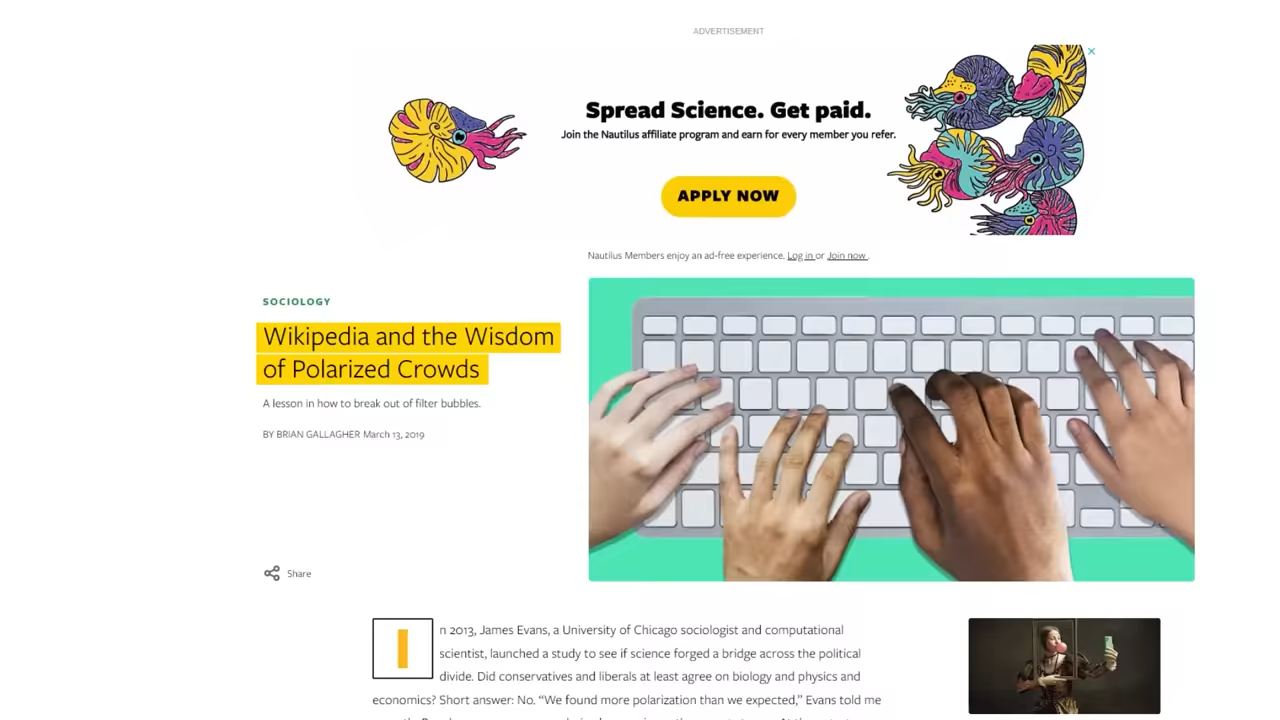 ADVERTISEMENT
Spread Science. Get paid.
Join the Nautilus affiliate program and earn for every member you refer.
APPLY NOW
Nautilus Members enjoy an ad-free experience. Log in or Join now .
SOCIOLOGY
Wikipedia and the Wisdom
of Polarized Crowds
A lesson in how to break out of filter bubbles.
BY BRIAN GALLAGHER March 13, 2019
Share
In 2013, James Evans, a University of Chicago sociologist and computational
scientist, launched a study to see if science forged a bridge across the political
divide. Did conservatives and liberals at least agree on biology and physics and
economics? Short answer: No. “We found more polarization than we expected,” Evans told me